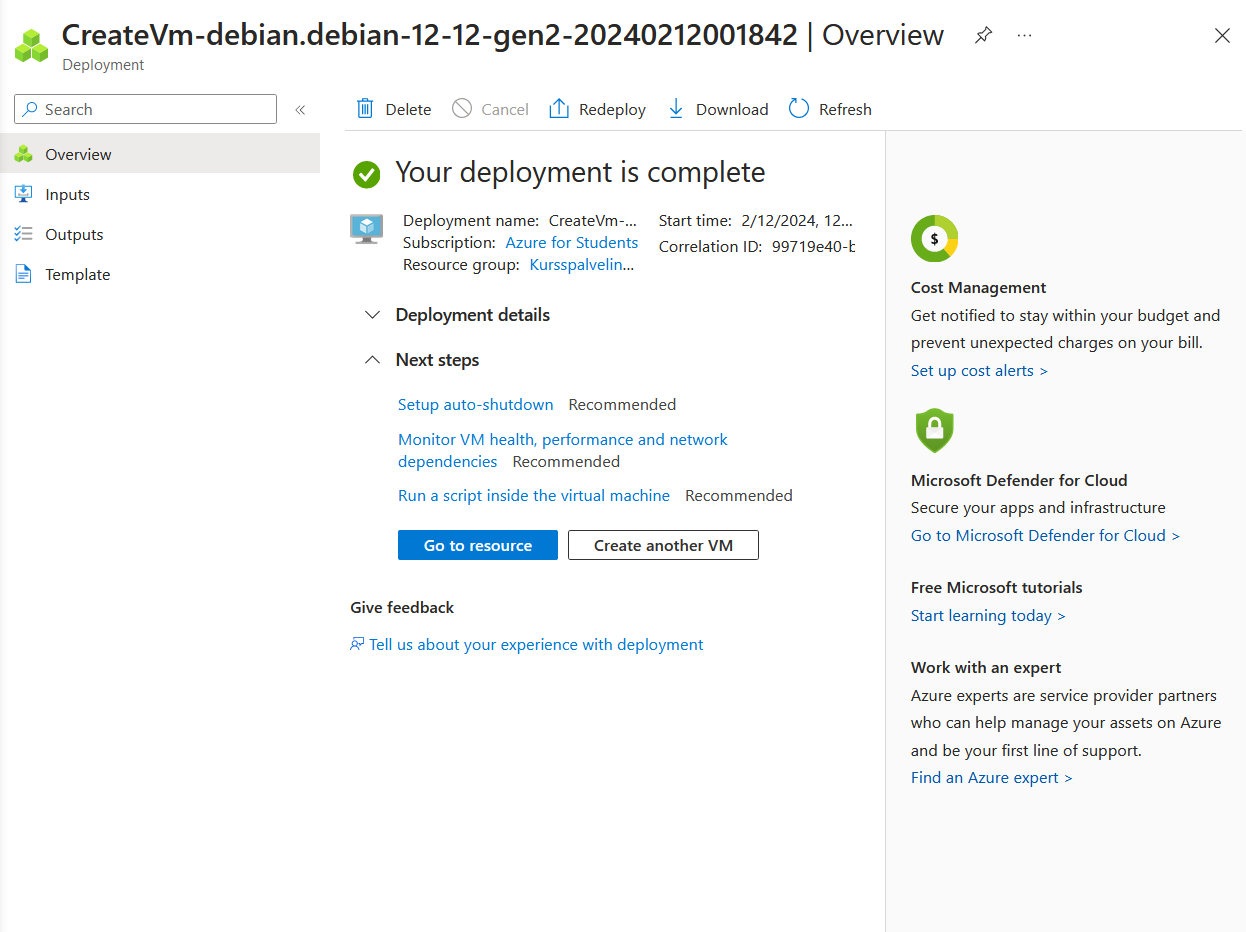 CreateVm-debian.debian-12-12-gen2-20240212001842 | Overview
Deployment
Search
Delete
Cancel
Redeploy
Download
Refresh
Overview
Inputs
Outputs
Template
Your deployment is complete
Deployment name: CreateVm-...
Subscription: Azure for Students
Resource group: Kursspalvelin...
Start time: 2/12/2024, 12...
Correlation ID: 99719e40-b
Deployment details
Next steps
Setup auto-shutdown Recommended
Monitor VM health, performance and network
dependencies Recommended
Run a script inside the virtual machine Recommended
Go to resource
Create another VM
Give feedback
Tell us about your experience with deployment
$
Cost Management
Get notified to stay within your budget and
prevent unexpected charges on your bill.
Set up cost alerts >
Microsoft Defender for Cloud
Secure your apps and infrastructure
Go to Microsoft Defender for Cloud >
Free Microsoft tutorials
Start learning today >
Work with an expert
Azure experts are service provider partners
who can help manage your assets on Azure
and be your first line of support.
Find an Azure expert >